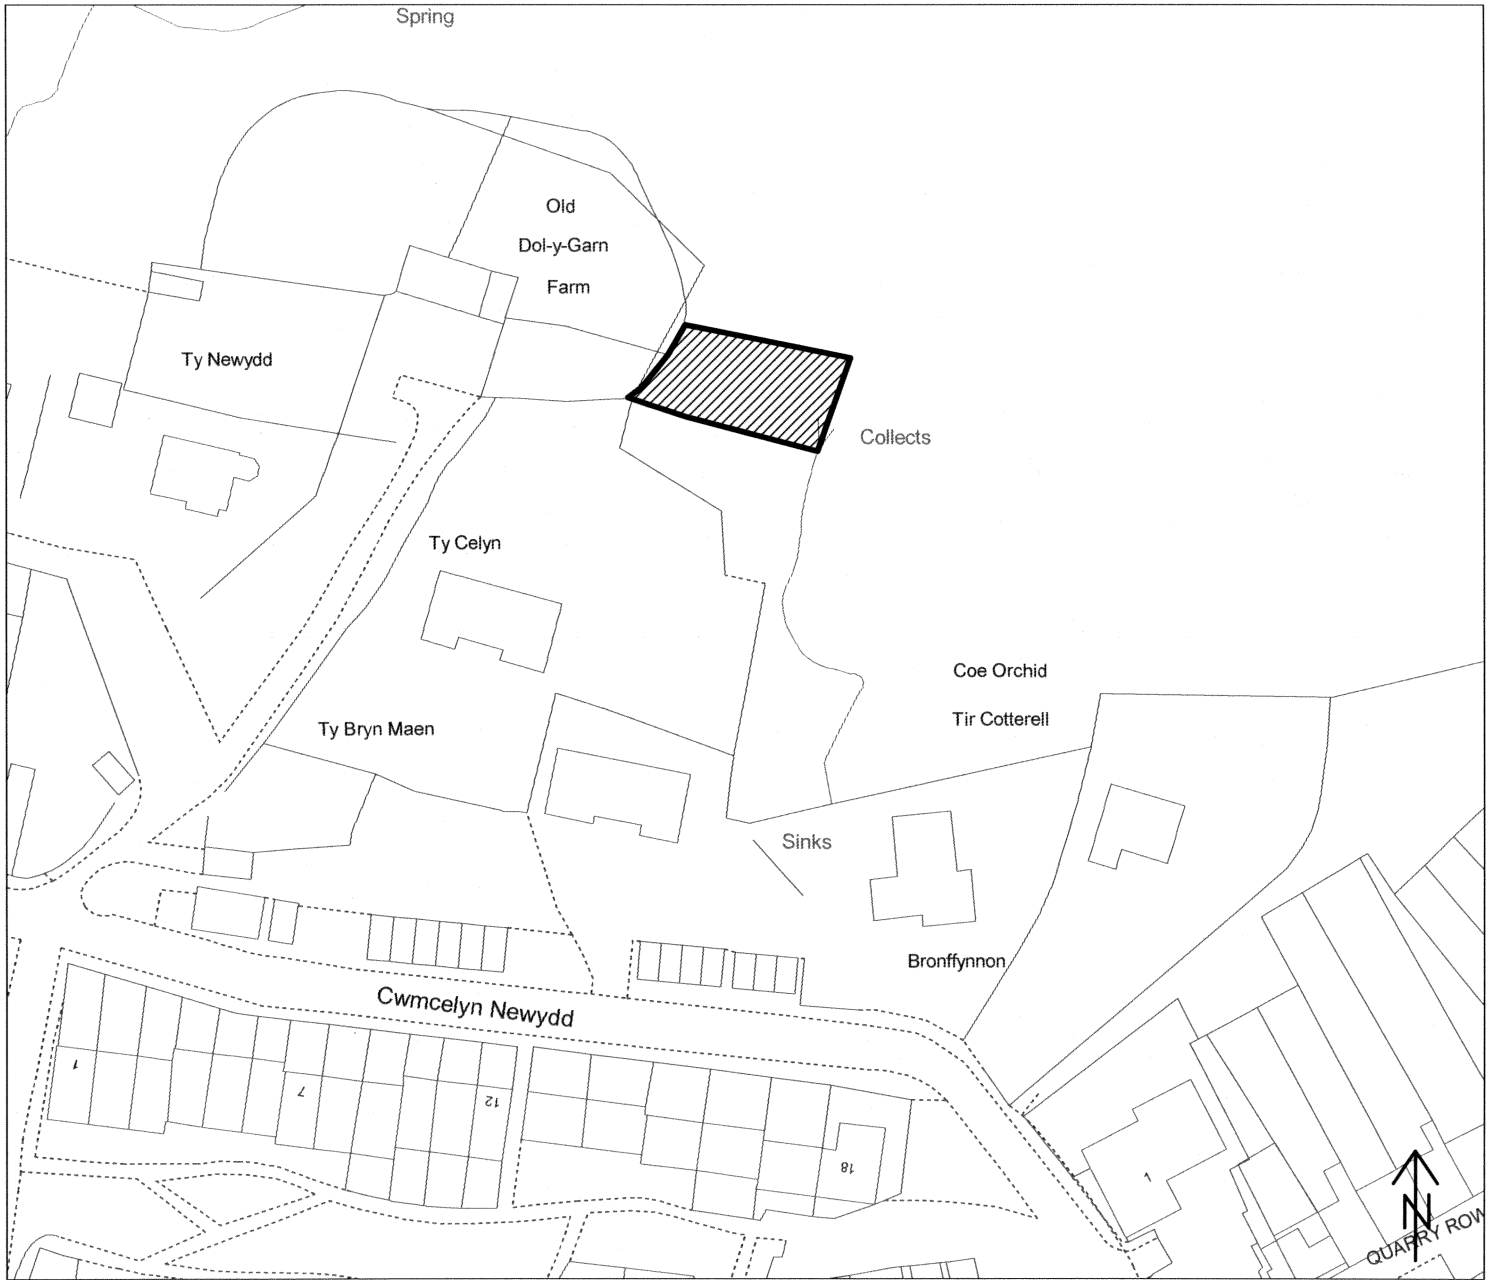 Spring
Old
Dol-y-Garn
Farm
Ty Newydd
Collects
Ty Celyn
Coe Orchid
Tir Cotterell
Ty Bryn Maen
Sinks
Bronffynnon
Cwmcelyn Newydd
1
7
12
18
1
N
QUARRY ROW